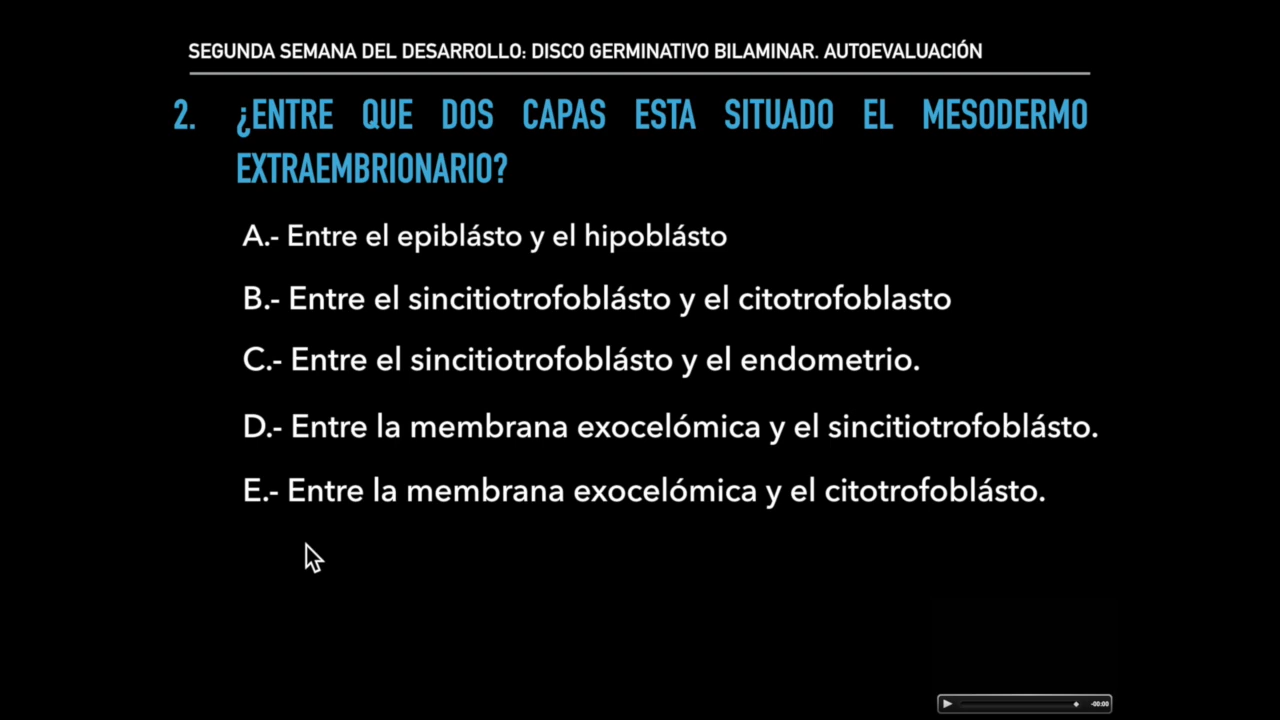 SEGUNDA SEMANA DEL DESARROLLO: DISCO GERMINATIVO BILAMINAR. AUTOEVALUACIÓN
2. ¿ENTRE QUE DOS CAPAS ESTA SITUADO EL MESODERMO
EXTRAEMBRIONARIO?
A.- Entre el epiblásto y el hipoblásto
B.- Entre el sincitiotrofoblásto y el citotrofoblasto
C.- Entre el sincitiotrofoblásto y el endometrio.
D.- Entre la membrana exocelómica y el sincitiotrofoblásto.
E.- Entre la membrana exocelómica y el citotrofoblásto.
-00:00